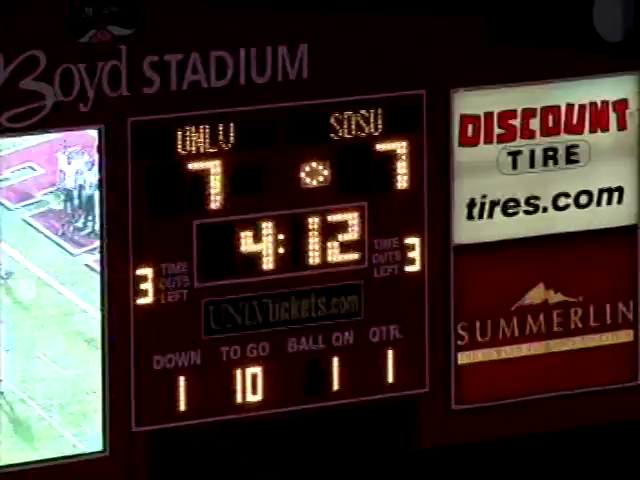 Boyd STADIUM
UNLV SDSU
7 7
4:12
3 TIME OUTS LEFT
TIME OUTS LEFT 3
UNLVtickets.com
DOWN TO GO BALL ON QTR.
1 10 1 1
DISCOUNT
TIRE
tires.com
SUMMERLIN